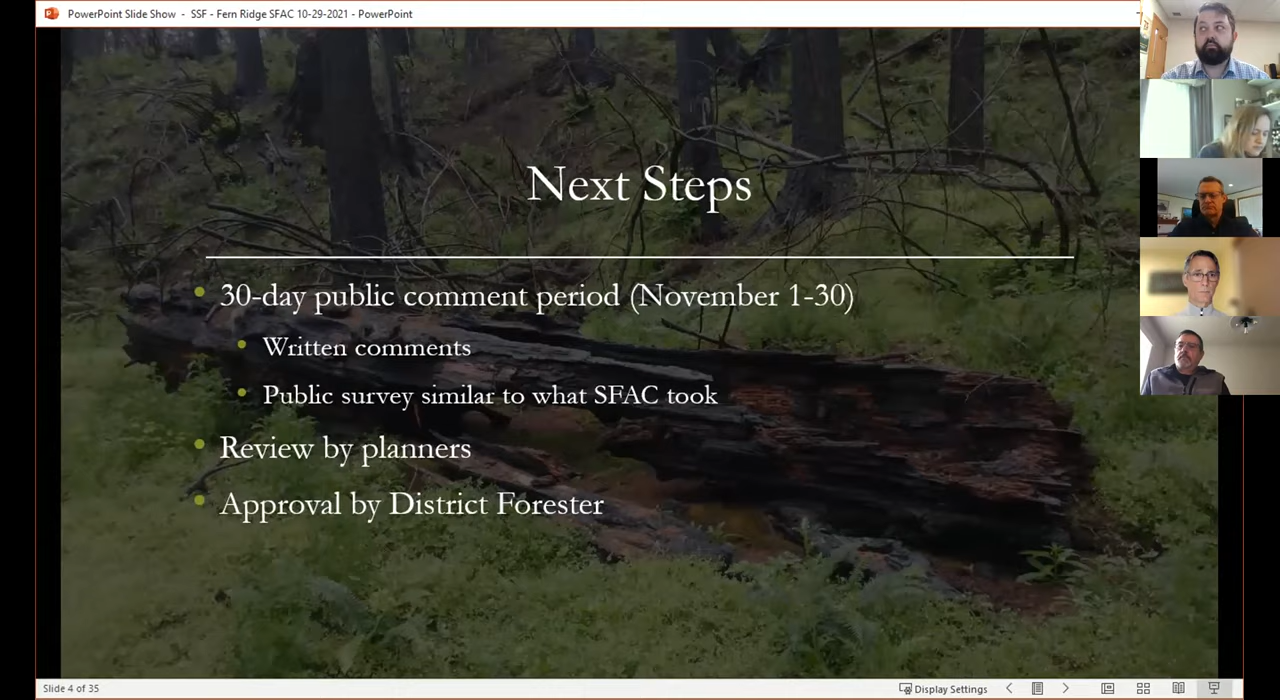 PowerPoint Slide Show - SSF - Fern Ridge SFAC 10-29-2021 - PowerPoint
Next Steps
30-day public comment period (November 1-30)
Written comments
Public survey similar to what SFAC took
Review by planners
Approval by District Forester
Slide 4 of 35
Display Settings